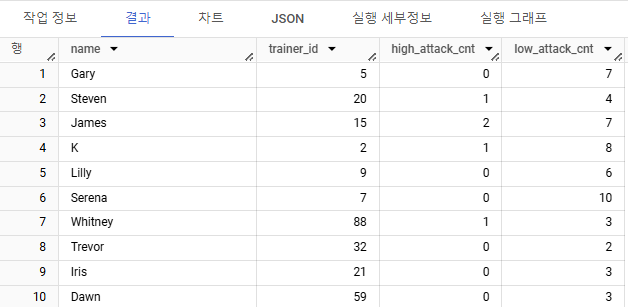 작업 정보 결과 차트 JSON 실행 세부정보 실행 그래프
행 name trainer_id high_attack_cnt low_attack_cnt
1 Gary 5 0 7
2 Steven 20 1 4
3 James 15 2 7
4 K 2 1 8
5 Lilly 9 0 6
6 Serena 7 0 10
7 Whitney 88 1 3
8 Trevor 32 0 2
9 Iris 21 0 3
10 Dawn 59 0 3